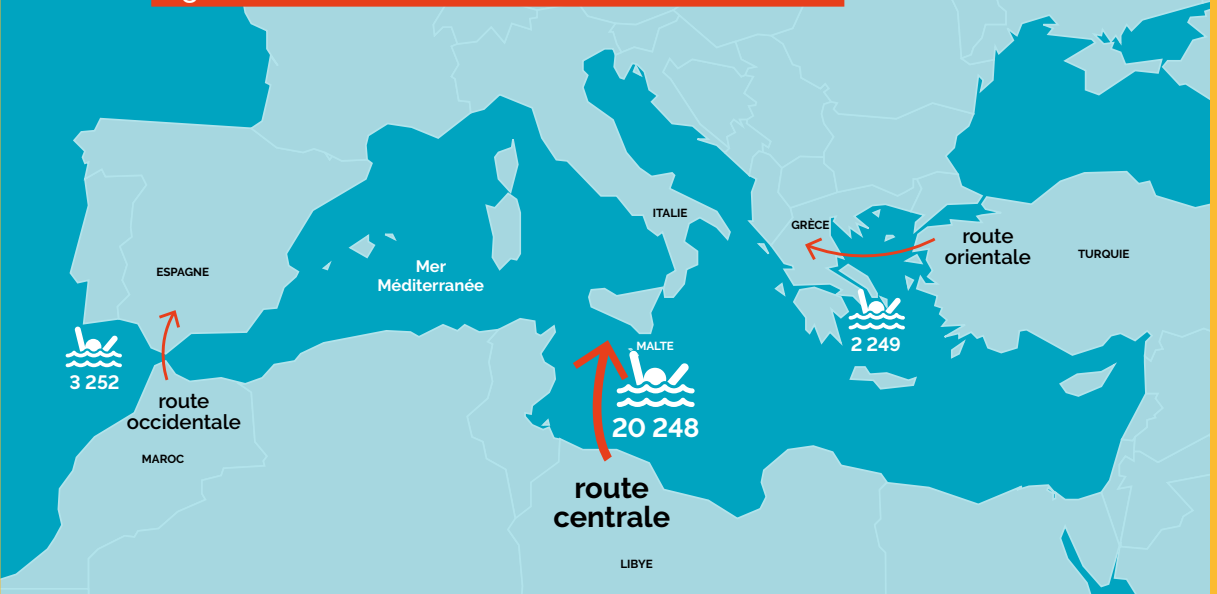 ITALIE
GRÈCE
route
orientale
TURQUIE
Mer
Méditerranée
ESPAGNE
2 249
MALTE
3 252
route
occidentale
20 248
MAROC
route
centrale
LIBYE